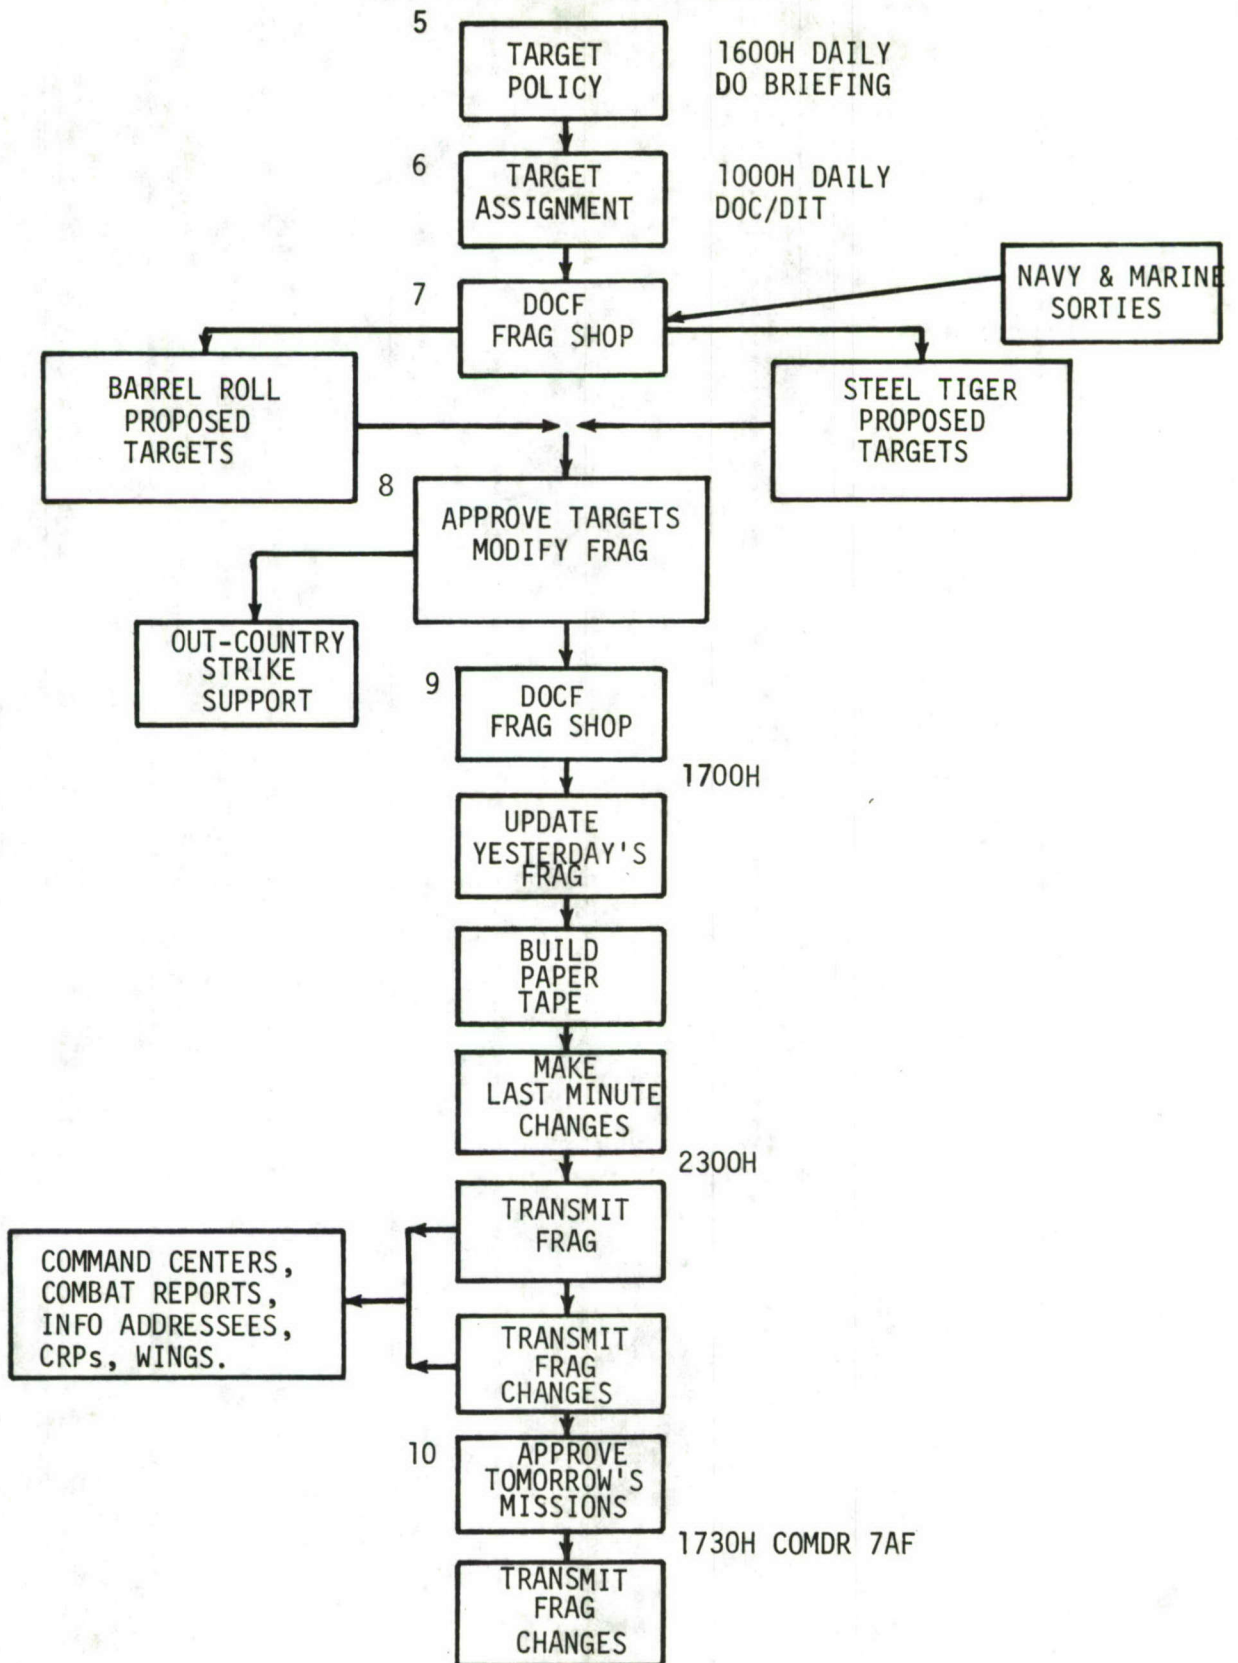 5
TARGET
POLICY
1600H DAILY
DO BRIEFING
6
TARGET
ASSIGNMENT
1000H DAILY
DOC/DIT
7
DOCF
FRAG SHOP
NAVY & MARINE
SORTIES
BARREL ROLL
PROPOSED
TARGETS
STEEL TIGER
PROPOSED
TARGETS
8
APPROVE TARGETS
MODIFY FRAG
OUT-COUNTRY
STRIKE
SUPPORT
9
DOCF
FRAG SHOP
1700H
UPDATE
YESTERDAY'S
FRAG
BUILD
PAPER
TAPE
MAKE
LAST MINUTE
CHANGES
2300H
TRANSMIT
FRAG
COMMAND CENTERS,
COMBAT REPORTS,
INFO ADDRESSEES,
CRPs, WINGS.
TRANSMIT
FRAG
CHANGES
10
APPROVE
TOMORROW'S
MISSIONS
1730H COMDR 7AF
TRANSMIT
FRAG
CHANGES